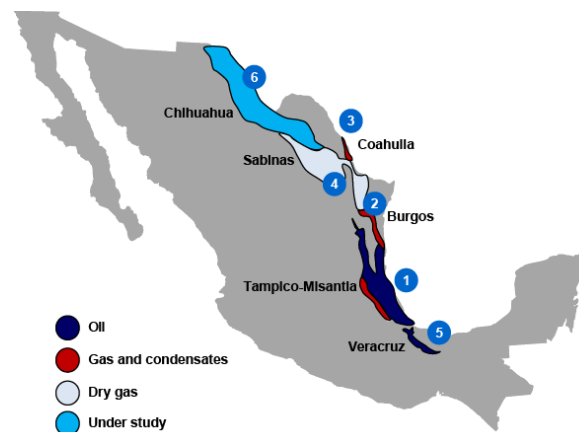 6
Chihuahua
3
Coahuila
Sabinas
4
2
Burgos
1
Tampico-Misantla
5
Veracruz
Oil
Gas and condensates
Dry gas
Under study